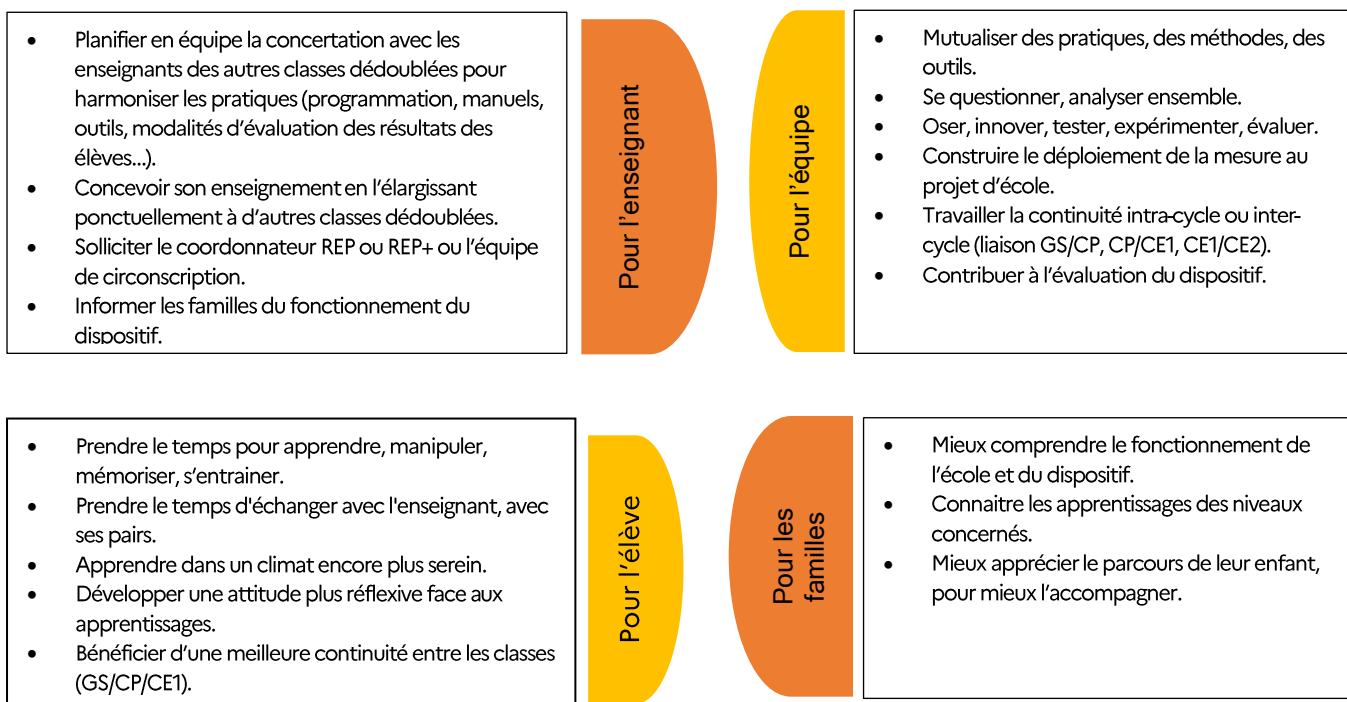 • Planifier en équipe la concertation avec les
enseignants des autres classes dédoublées pour
harmoniser les pratiques (programmation, manuels,
outils, modalités d’évaluation des résultats des
élèves…).
• Concevoir son enseignement en l’élargissant
ponctuellement à d’autres classes dédoublées.
• Solliciter le coordonnateur REP ou REP+ ou l’équipe
de circonscription.
• Informer les familles du fonctionnement du
dispositif.
Pour l’enseignant
Pour l’équipe
• Mutualiser des pratiques, des méthodes, des
outils.
• Se questionner, analyser ensemble.
• Oser, innover, tester, expérimenter, évaluer.
• Construire le déploiement de la mesure au
projet d’école.
• Travailler la continuité intra-cycle ou inter-
cycle (liaison GS/CP, CP/CE1, CE1/CE2).
• Contribuer à l’évaluation du dispositif.
• Prendre le temps pour apprendre, manipuler,
mémoriser, s’entrainer.
• Prendre le temps d'échanger avec l'enseignant, avec
ses pairs.
• Apprendre dans un climat encore plus serein.
• Développer une attitude plus réflexive face aux
apprentissages.
• Bénéficier d’une meilleure continuité entre les classes
(GS/CP/CE1).
Pour l’élève
Pour les
familles
• Mieux comprendre le fonctionnement de
l’école et du dispositif.
• Connaitre les apprentissages des niveaux
concernés.
• Mieux apprécier le parcours de leur enfant,
pour mieux l’accompagner.